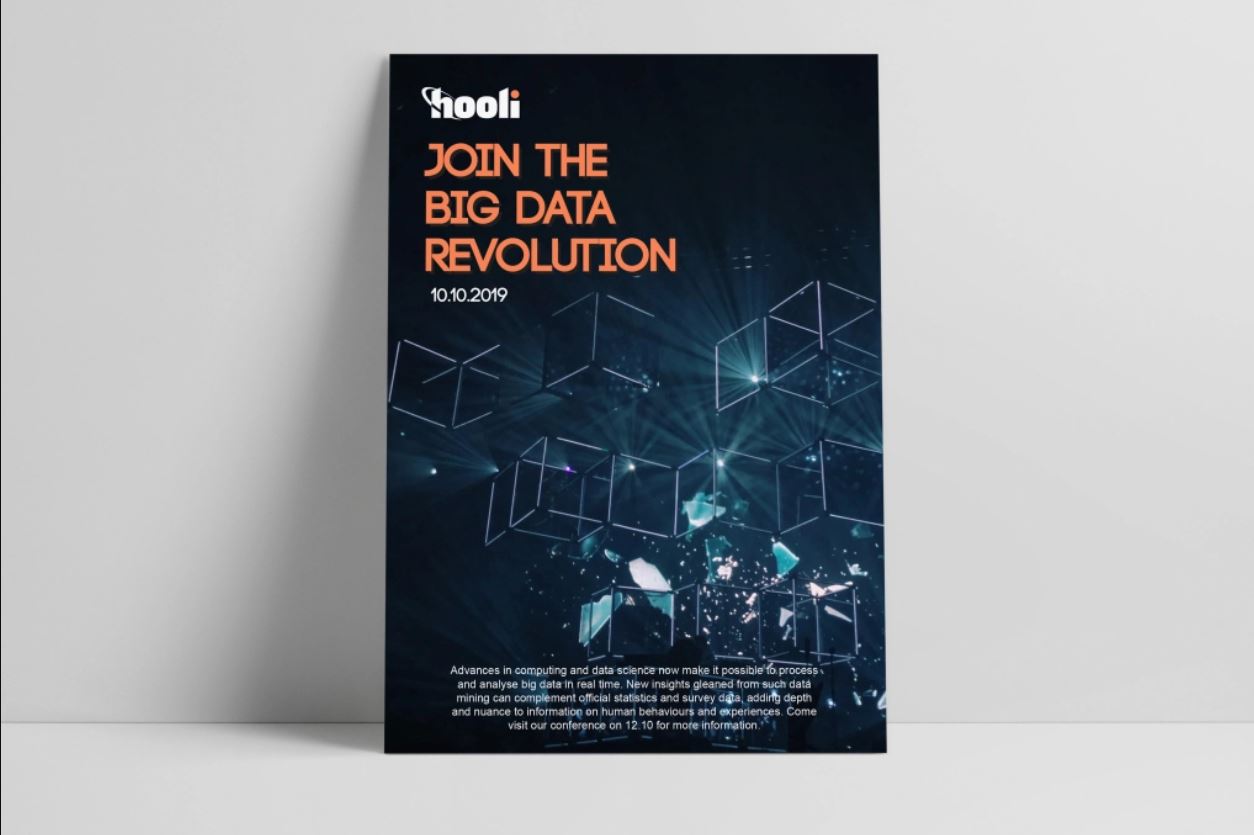 hooli
JOIN THE
BIG DATA
REVOLUTION
10.10.2019
Advances in computing and data science now make it possible to process
and analyse big data in real time. New insights gleaned from such data
mining can complement official statistics and survey data, adding depth
and nuance to information on human behaviours and experiences. Come
visit our conference on 12.10 for more information.